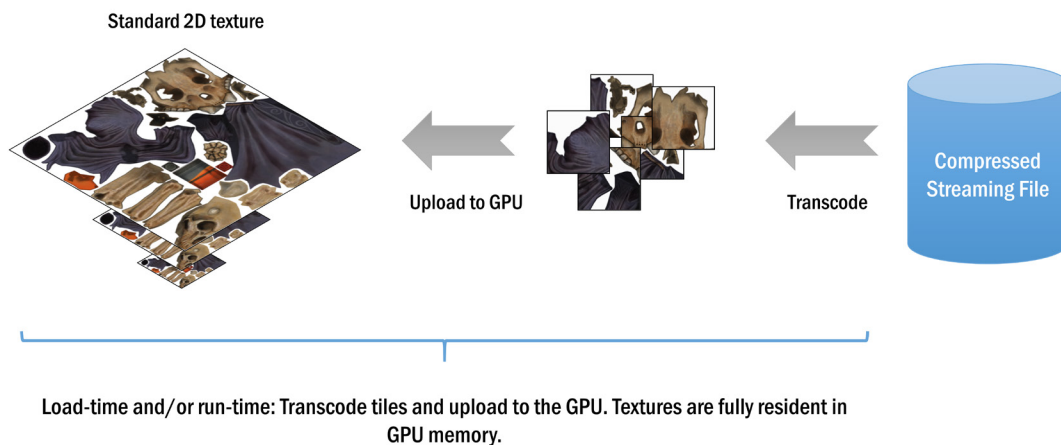 Standard 2D texture
Upload to GPU
Transcode
Compressed
Streaming File
Load-time and/or run-time: Transcode tiles and upload to the GPU. Textures are fully resident in
GPU memory.